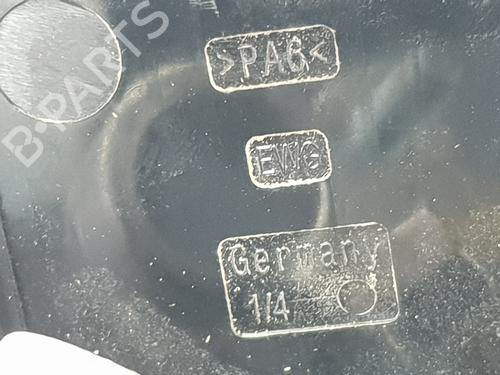 >PA6<
EWG
Germany
1/4
B-PARTS